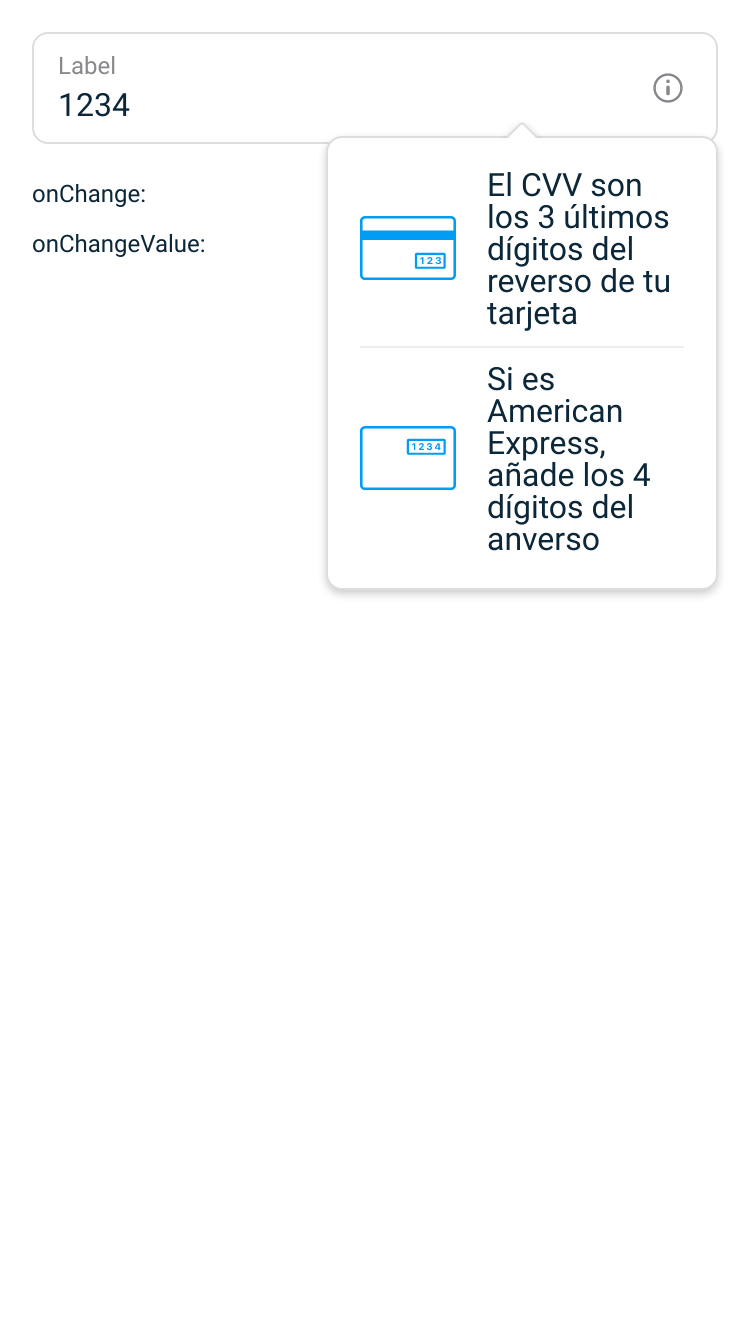 Label
1234
onChange:
onChangeValue:
El CVV son
los 3 últimos
dígitos del
reverso de tu
tarjeta
123
Si es
American
Express,
añade los 4
dígitos del
anverso
1234